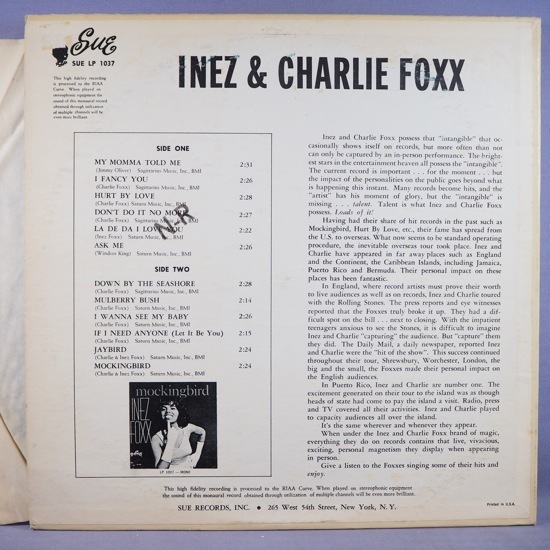 Sue
SUE LP 1037
This high fidelity recording
is processed to the RIAA
Curve. When played on
stereophonic equipment the
sound of this monaural record
obtained through utilization
of multiple channels will be
even more brilliant
INEZ & CHARLIE FOXX
SIDE ONE
MY MOMMA TOLD ME 2:31
(Jimmy Oliver) Sagittarius Music, Inc., BMI
I FANCY YOU 2:26
(Charlie Foxx) Sagittarius Music, Inc., BMI
HURT BY LOVE 2:28
(Charlie Foxx) Saturn Music, Inc., BMI
DON'T DO IT NO MORE 2:23
(Charlie Foxx) Sagittarius Music, Inc., BMI
LA DE DA I LOVE YOU 2:22
(Inez Foxx) Saturn Music, Inc., BMI
ASK ME 2:26
(Windsor King) Saturn Music, Inc., BMI
N-R
SIDE TWO
DOWN BY THE SEASHORE 2:28
MULBERRY BUSH 2:14
I WANNA SEE MY BABY 2:26
IF I NEED ANYONE (Let It Be You) 2:15
JAYBIRD 2:24
(Charlie & Inez Foxx) Saturn Music, Inc., BMI
MOCKINGBIRD 2:24
(Charlie & Inez Foxx) Saturn Music, Inc., BMI
mockingbird
INEZ
FOXX
LP 1037 — MONO
Inez and Charlie Foxx possess that "intangible" that oc-
casionally shows itself on records, but more often than not
can only be captured by an in-person performance. The bright-
est stars in the entertainment heaven all possess the "intangible".
The current record is important . . . for the moment . . . but
the impact of the personalities on the public goes beyond what
is happening this instant. Many records become hits, and the
"artist" has his moment of glory, but the "intangible" is
missing . . . talent. Talent is what Inez and Charlie Foxx
possess. Loads of it!
Having had their share of hit records in the past such as
Mockingbird, Hurt By Love, etc., their fame has spread from
the U.S. to overseas. What now seems to be standard operating
procedure, the inevitable overseas tour took place. Inez and
Charlie have appeared in far away places such as England
and the Continent, the Caribbean Islands, including Jamaica,
Puerto Rico and Bermuda. Their personal impact on these
places has been fantastic.
In England, where record artists must prove their worth
to live audiences as well as on records, Inez and Charlie toured
with the Rolling Stones. The press reports and eye witnesses
reported that the Foxxes truly broke it up. They had a dif-
ficult spot on the bill . . . next to closing. With the impatient
teenagers anxious to see the Stones, it is difficult to imagine
Inez and Charlie "capturing" the audience. But "capture" them
they did. The Daily Mail, a daily newspaper, reported Inez
and Charlie were the "hit of the show". This success continued
throughout their tour, Shrewsbury, Worchester, London, the
big and the small, the Foxxes made their personal impact on
the English audiences.
In Puerto Rico, Inez and Charlie are number one. The
excitement generated on their tour to the island was as though
heads of state had come to pay the island a visit. Radio, press
and TV covered all their activities. Inez and Charlie played
to capacity audiences all over the island.
It's the same wherever and whenever they appear.
When under the Inez and Charlie Foxx brand of magic,
everything they do on records contains that live, vivacious,
exciting, personal magnetism they display when appearing
in person.
Give a listen to the Foxxes singing some of their hits and
enjoy.
This high fidelity recording is processed to the RIAA Curve. When played on stereophonic equipment
the sound of this monaural record obtained through utilization of multiple channels will be even more brilliant.
SUE RECORDS, INC. • 265 West 54th Street, New York, N. Y.
Printed in U.S.A.